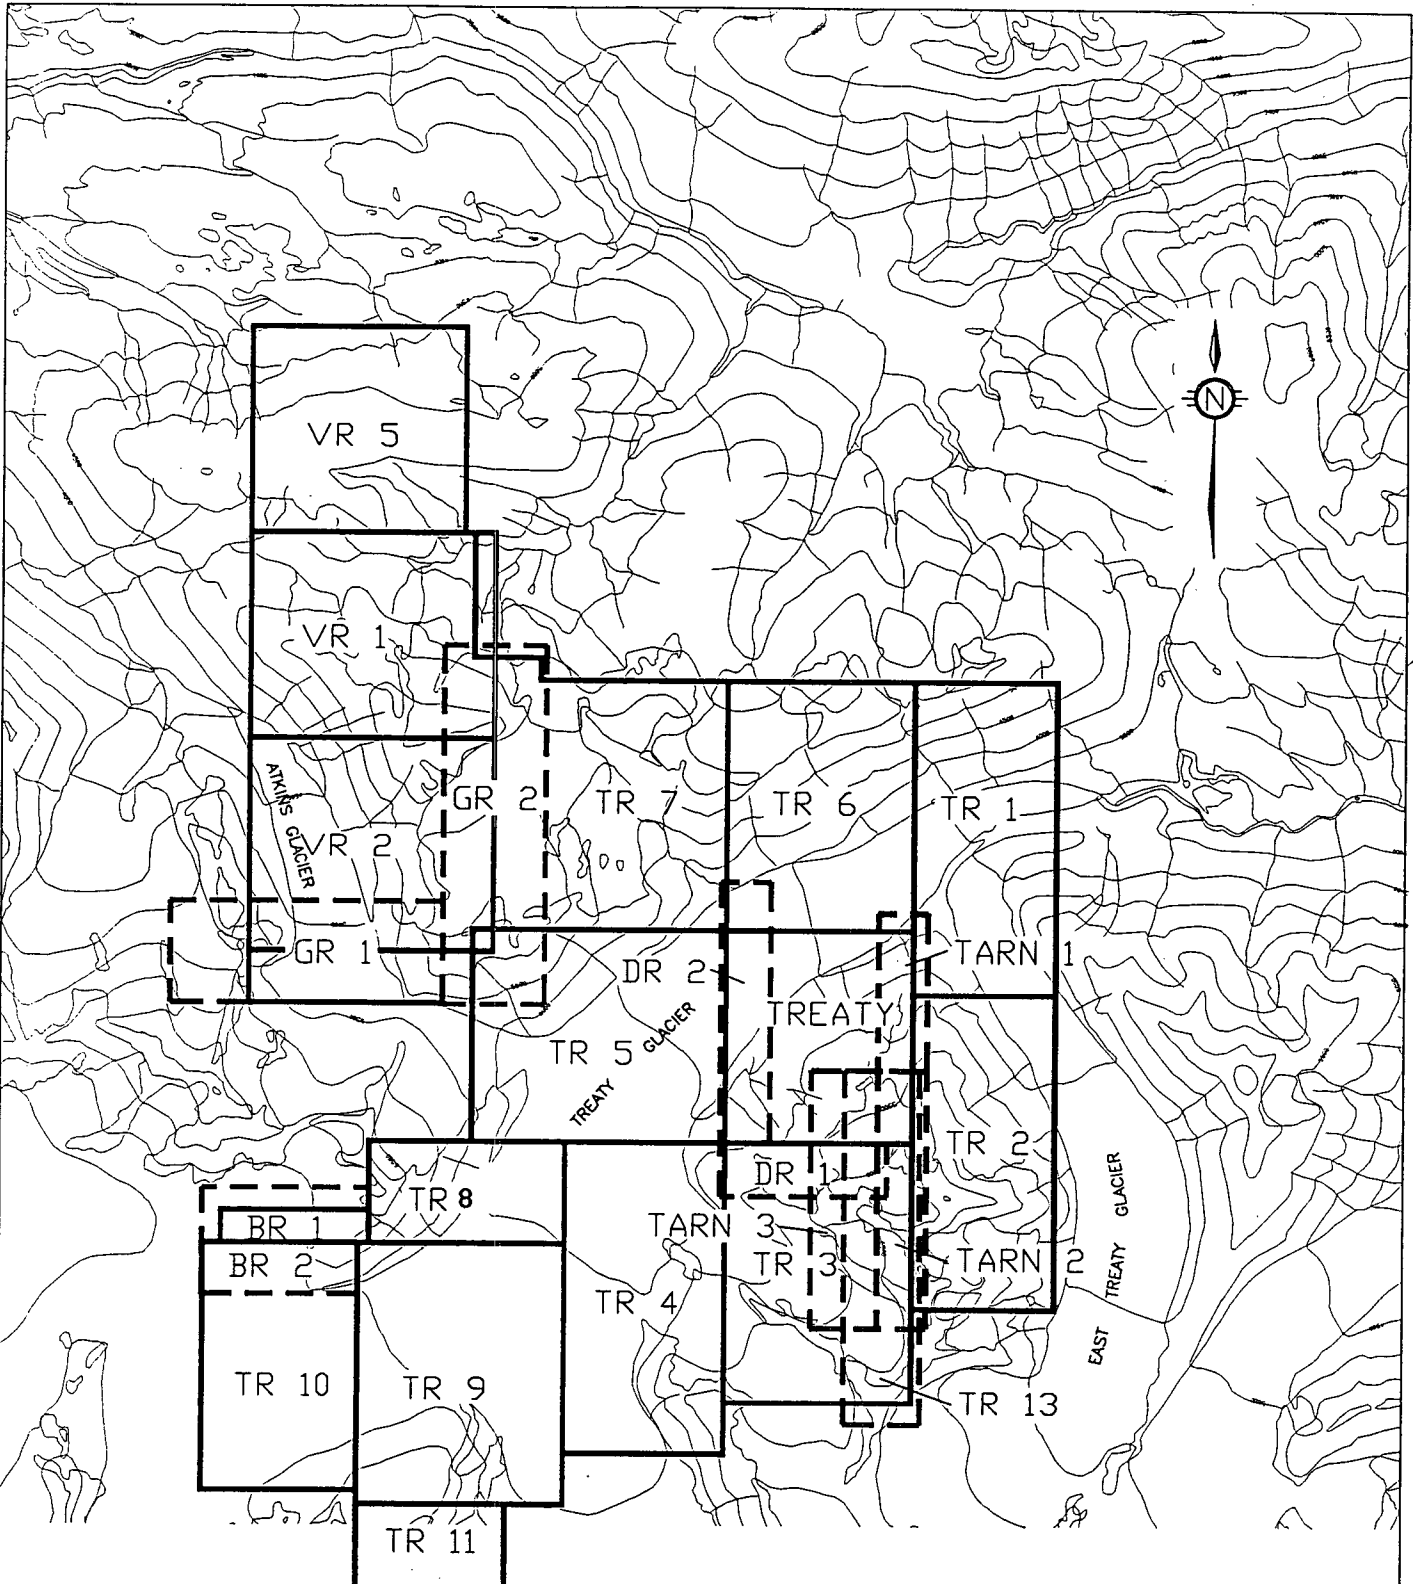 N
VR 5
VR 1
ATKINS GLACIER
GR 2
TR 7
TR 6
TR 1
VR 2
GR 1
DR 2
TARN 1
TREATY
TR 5
TREATY GLACIER
TR 2
DR 1
TR 8
BR 1
TARN 3
BR 2
TR 3
TARN 2
EAST TREATY GLACIER
TR 4
TR 10
TR 9
TR 13
TR 11